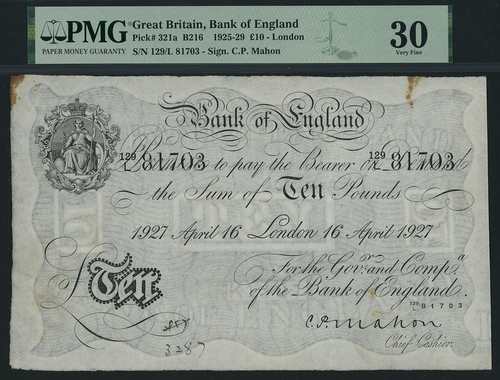 PMG
PAPER MONEY GUARANTY
Great Britain, Bank of England
Pick# 321a B216 1925-29 £10 - London
S/N 129/L 81703 - Sign. C.P. Mahon
30
Very Fine
Bank of England
129 81703 to pay the Bearer on 129 81703
the Sum of Ten Pounds
1927 April 16 London 16 April 1927
For the Gov.r and Comp.a
of the Bank of England.
129 L 81703
£Ten
C.P. Mahon
Chief Cashier.
3287